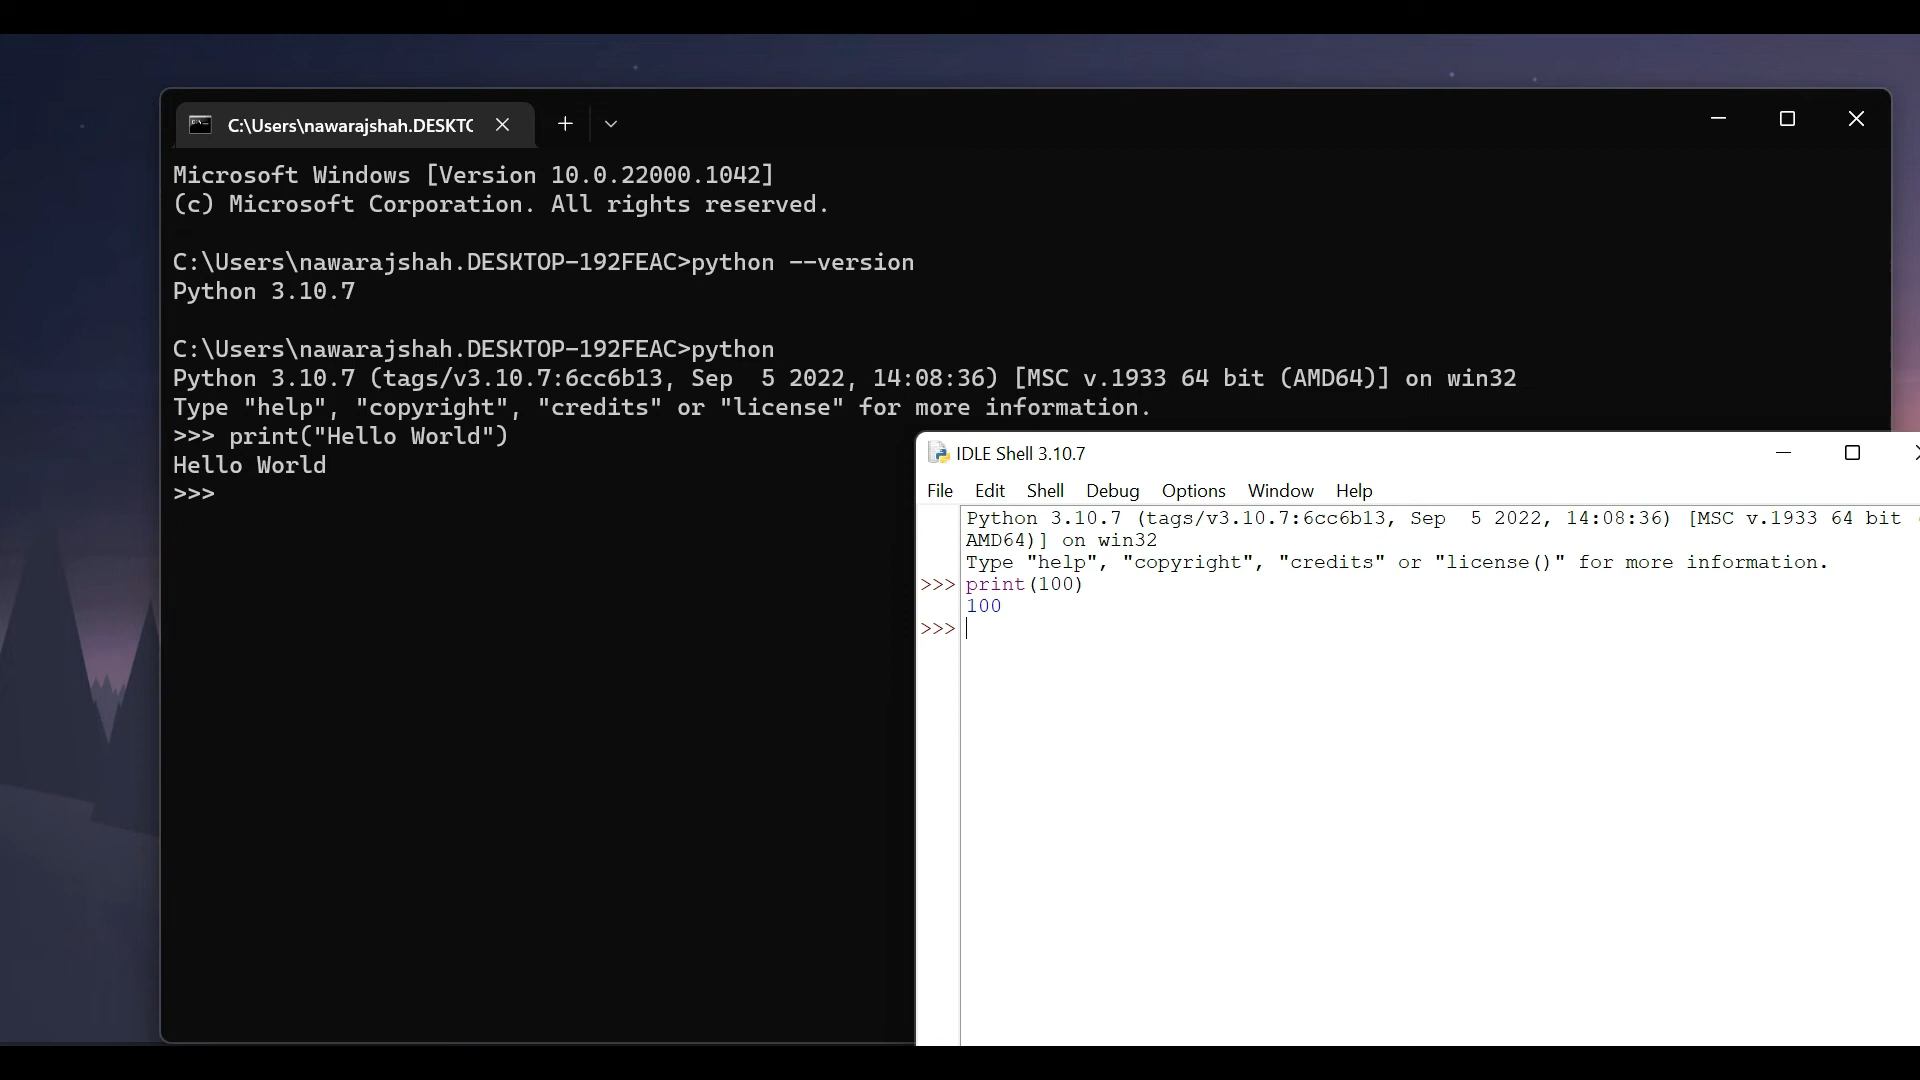 C:\Users\nawarajshah.DESKTC
Microsoft Windows [Version 10.0.22000.1042]
(c) Microsoft Corporation. All rights reserved.
C:\Users\nawarajshah.DESKTOP-192FEAC>python --version
Python 3.10.7
C:\Users\nawarajshah.DESKTOP-192FEAC>python
Python 3.10.7 (tags/v3.10.7:6cc6b13, Sep  5 2022, 14:08:36) [MSC v.1933 64 bit (AMD64)] on win32
Type "help", "copyright", "credits" or "license" for more information.
>>> print("Hello World")
Hello World
>>>
IDLE Shell 3.10.7
File Edit Shell Debug Options Window Help
Python 3.10.7 (tags/v3.10.7:6cc6b13, Sep  5 2022, 14:08:36) [MSC v.1933 64 bit (
AMD64)] on win32
Type "help", "copyright", "credits" or "license()" for more information.
>>> print(100)
100
>>>